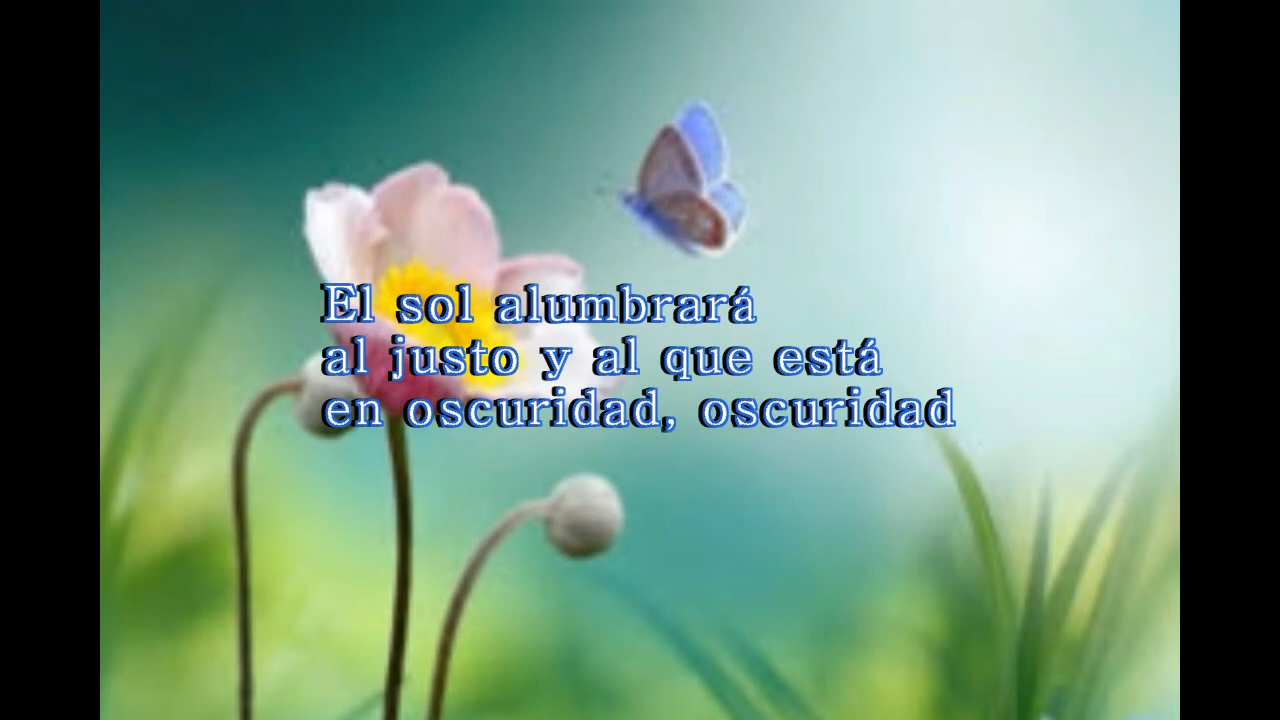 El sol alumbrará
al justo y al que está
en oscuridad, oscuridad